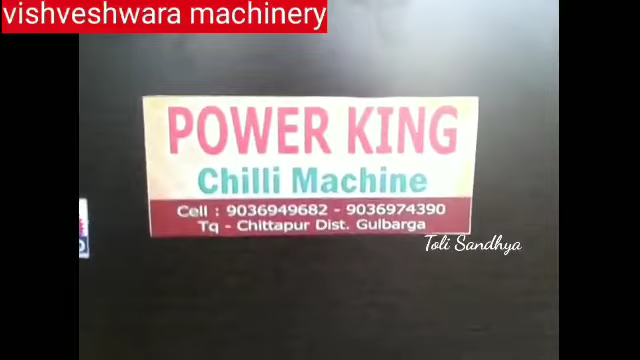 vishveshwara machinery
POWER KING
Chilli Machine
Cell : 9036949682 - 9036974390
Tq - Chittapur Dist. Gulbarga
Toli Sandhya